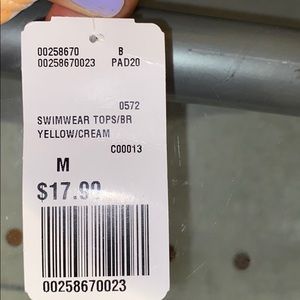 00258670 B
00258670023 PAD20
0572
SWIMWEAR TOPS/BR
YELLOW/CREAM
C00013
M
00258670023